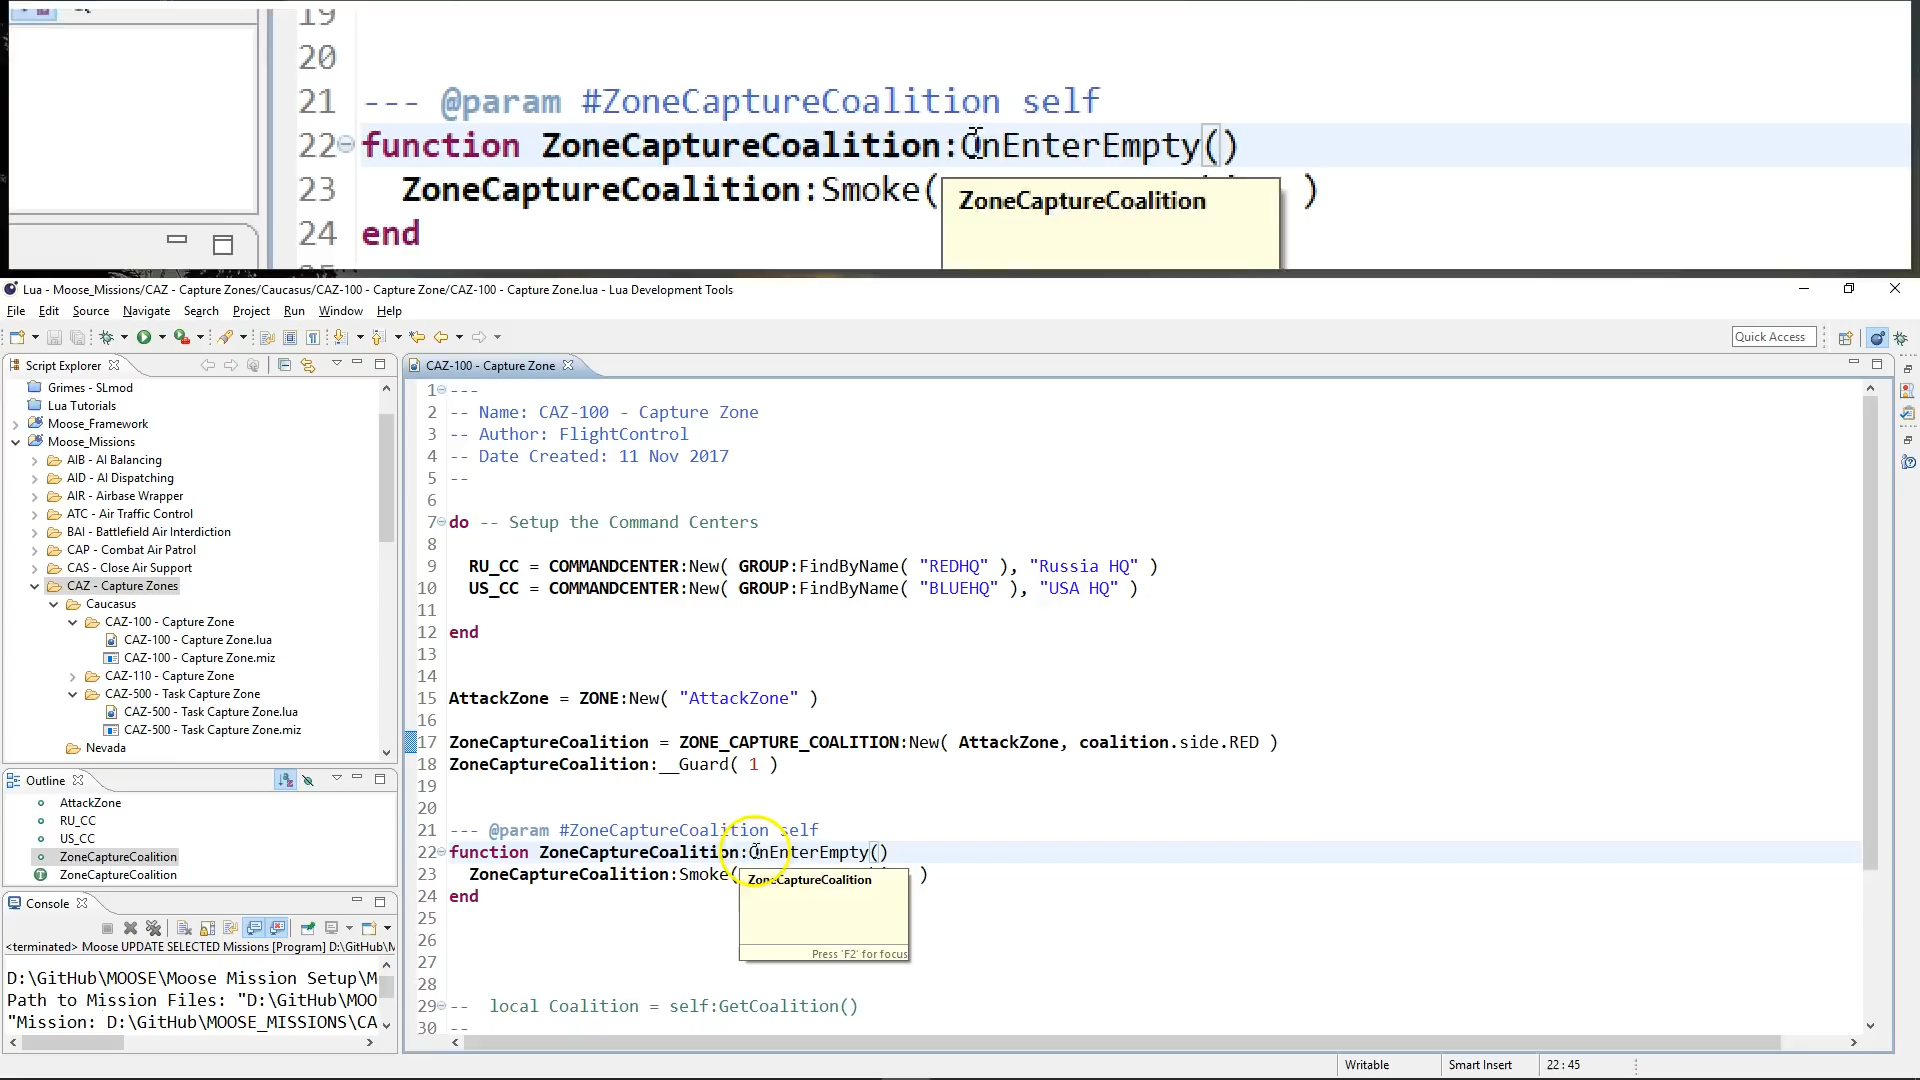 19
20
21 --- @param #ZoneCaptureCoalition self
22 function ZoneCaptureCoalition:OnEnterEmpty()
23 ZoneCaptureCoalition:Smoke( )
ZoneCaptureCoalition
24 end
Lua - Moose_Missions/CAZ - Capture Zones/Caucasus/CAZ-100 - Capture Zone/CAZ-100 - Capture Zone.lua - Lua Development Tools
File Edit Source Navigate Search Project Run Window Help
Quick Access
Script Explorer
Grimes - SLmod
Lua Tutorials
Moose_Framework
Moose_Missions
AIB - AI Balancing
AID - AI Dispatching
AIR - Airbase Wrapper
ATC - Air Traffic Control
BAI - Battlefield Air Interdiction
CAP - Combat Air Patrol
CAS - Close Air Support
CAZ - Capture Zones
Caucasus
CAZ-100 - Capture Zone
CAZ-100 - Capture Zone.lua
CAZ-100 - Capture Zone.miz
CAZ-110 - Capture Zone
CAZ-500 - Task Capture Zone
CAZ-500 - Task Capture Zone.lua
CAZ-500 - Task Capture Zone.miz
Nevada
Outline
AttackZone
RU_CC
US_CC
ZoneCaptureCoalition
ZoneCaptureCoalition
Console
<terminated> Moose UPDATE SELECTED Missions [Program] D:\GitHub\M
D:\GitHub\MOOSE\Moose Mission Setup\M
Path to Mission Files: "D:\GitHub\MOO
"Mission: D:\GitHub\MOOSE_MISSIONS\CA
CAZ-100 - Capture Zone
1 ---
2 -- Name: CAZ-100 - Capture Zone
3 -- Author: FlightControl
4 -- Date Created: 11 Nov 2017
5 --
6
7 do -- Setup the Command Centers
8
9 RU_CC = COMMANDCENTER:New( GROUP:FindByName( "REDHQ" ), "Russia HQ" )
10 US_CC = COMMANDCENTER:New( GROUP:FindByName( "BLUEHQ" ), "USA HQ" )
11
12 end
13
14
15 AttackZone = ZONE:New( "AttackZone" )
16
17 ZoneCaptureCoalition = ZONE_CAPTURE_COALITION:New( AttackZone, coalition.side.RED )
18 ZoneCaptureCoalition:__Guard( 1 )
19
20
21 --- @param #ZoneCaptureCoalition self
22 function ZoneCaptureCoalition:OnEnterEmpty()
23 ZoneCaptureCoalition:Smoke( )
ZoneCaptureCoalition
24 end
25
26
Press 'F2' for focus
27
28
29 -- local Coalition = self:GetCoalition()
30 --
Writable Smart Insert 22 : 45